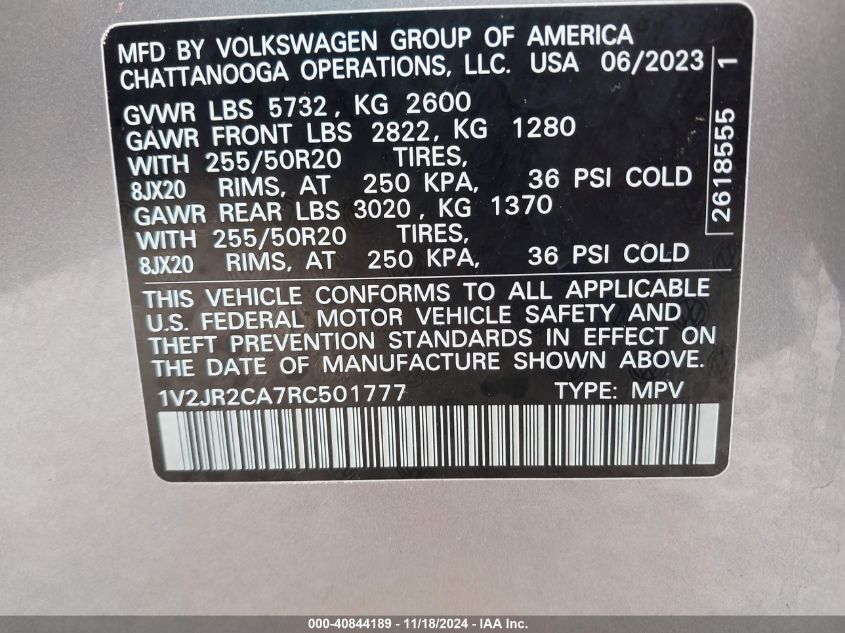 MFD BY VOLKSWAGEN GROUP OF AMERICA
CHATTANOOGA OPERATIONS, LLC. USA 06/2023
GVWR LBS 5732, KG 2600
GAWR FRONT LBS 2822, KG 1280
WITH 255/50R20 TIRES,
8JX20 RIMS, AT 250 KPA, 36 PSI COLD
GAWR REAR LBS 3020, KG 1370
WITH 255/50R20 TIRES,
8JX20 RIMS, AT 250 KPA, 36 PSI COLD
2618555 1
THIS VEHICLE CONFORMS TO ALL APPLICABLE
U.S. FEDERAL MOTOR VEHICLE SAFETY AND
THEFT PREVENTION STANDARDS IN EFFECT ON
THE DATE OF MANUFACTURE SHOWN ABOVE.
1V2JR2CA7RC501777 TYPE: MPV
000-40844189 - 11/18/2024 - IAA Inc.